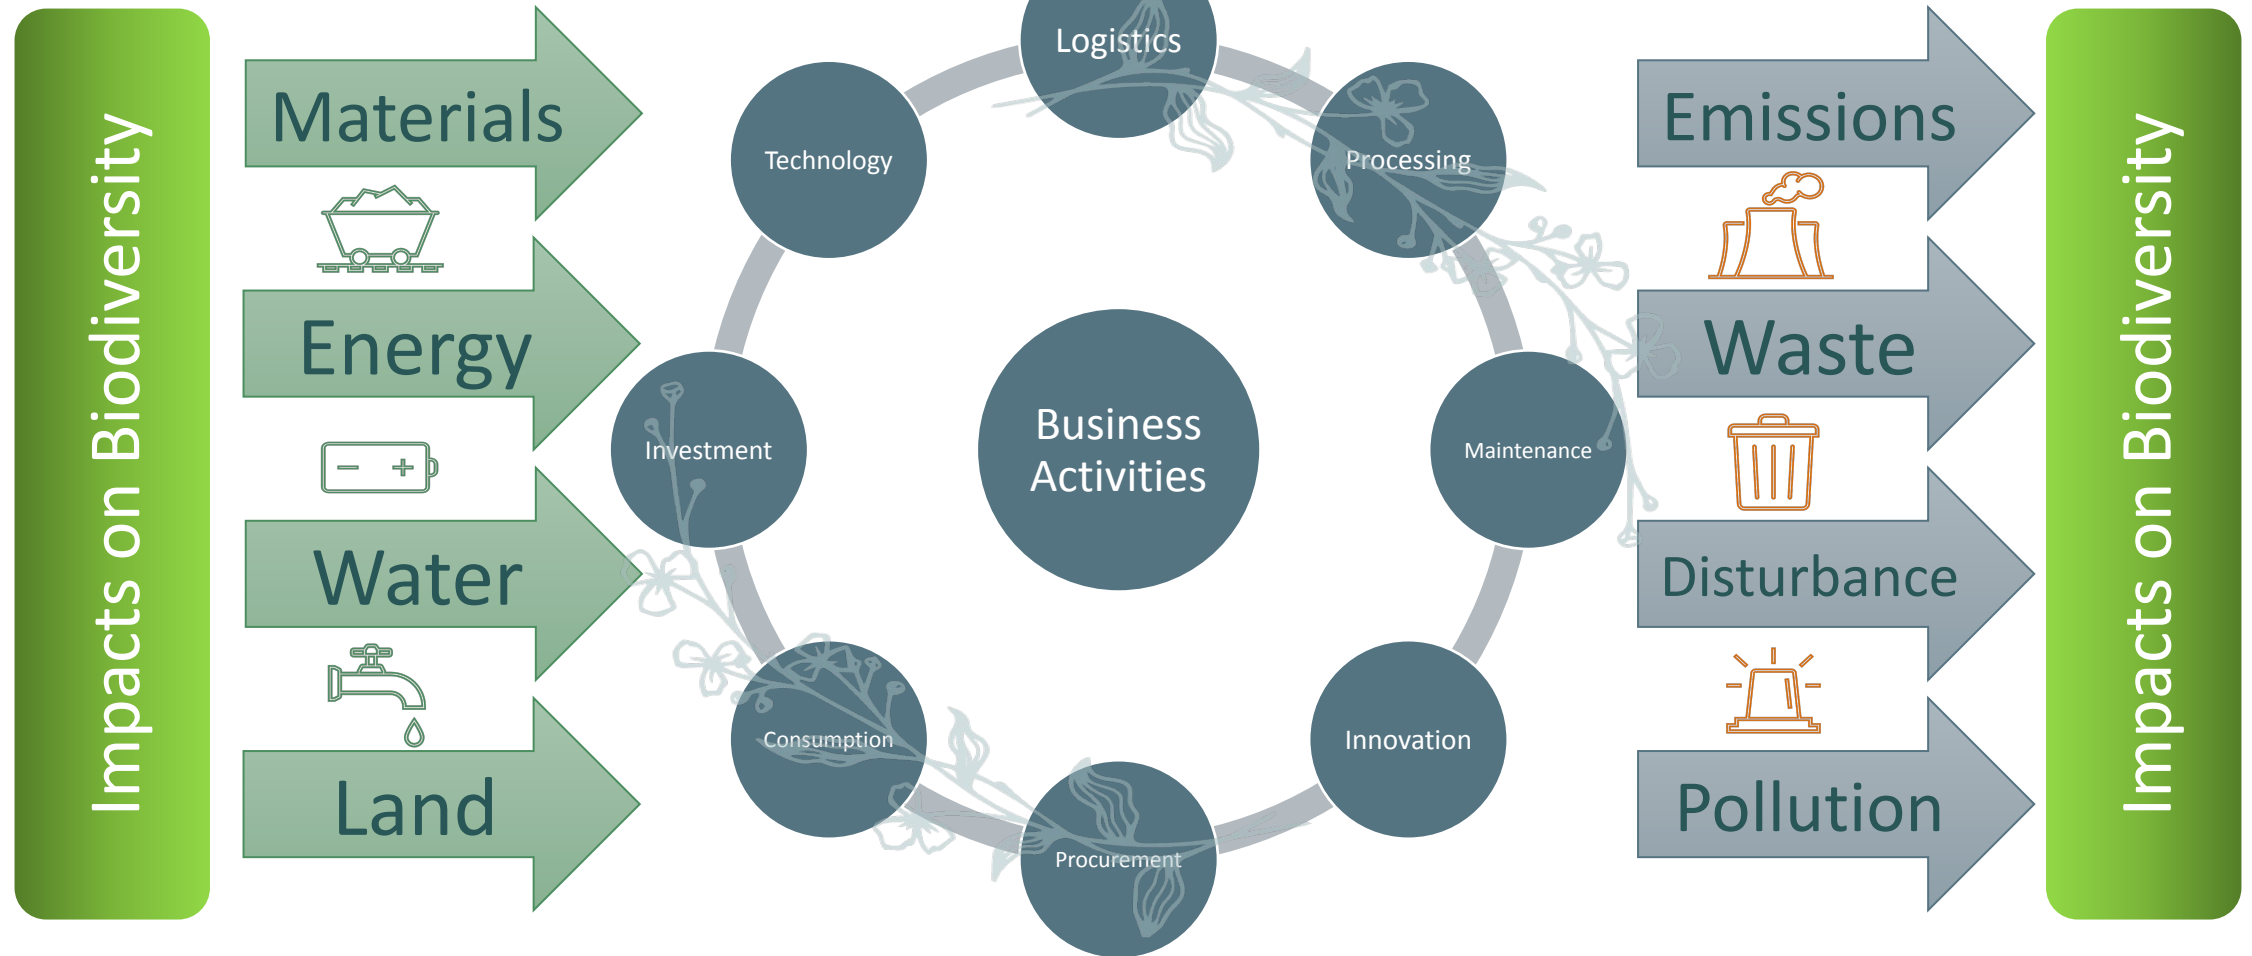 Impacts on Biodiversity
Materials
Energy
Water
Land
Logistics
Processing
Maintenance
Innovation
Procurement
Consumption
Investment
Technology
Business
Activities
Emissions
Waste
Disturbance
Pollution
Impacts on Biodiversity